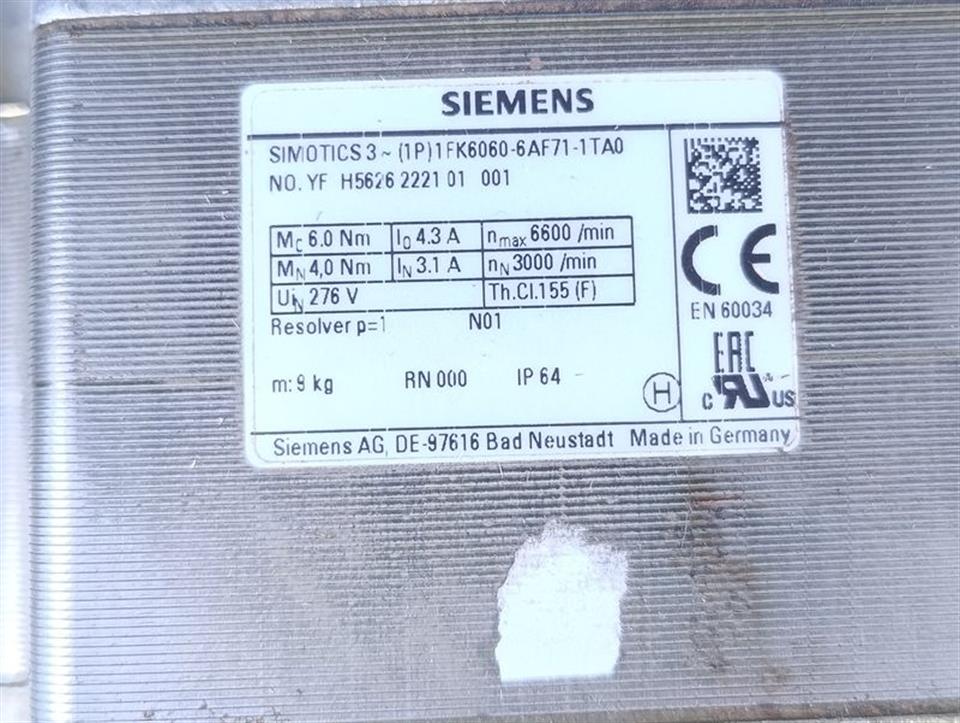 SIEMENS
SIMOTICS 3 ~ (1P)1FK6060-6AF71-1TA0
NO. YF H5626 2221 01 001
M₀ 6.0 Nm I₀ 4.3 A nmax 6600 /min
MN 4,0 Nm IN 3.1 A nN 3000 /min
UiN 276 V Th.Cl.155 (F)
Resolver p=1 N01
m: 9 kg RN 000 IP 64 H
CE
EN 60034
EAC
c RU US
Siemens AG, DE-97616 Bad Neustadt Made in Germany